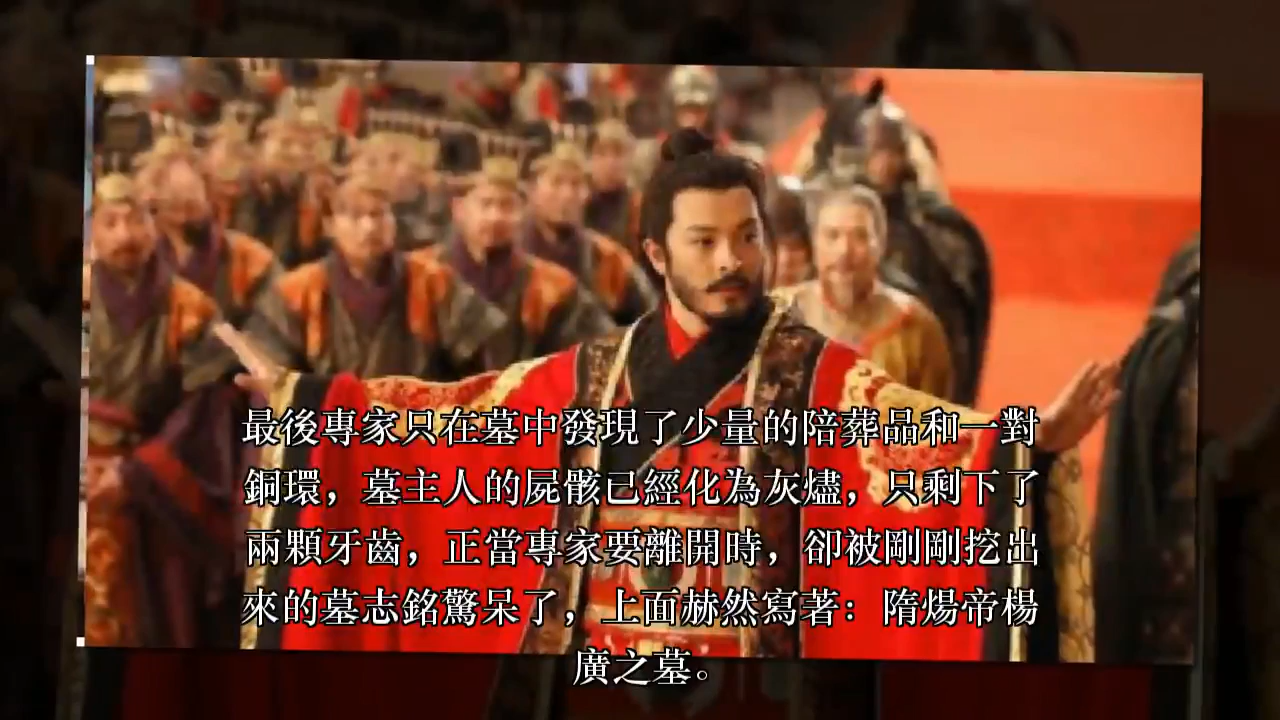 最後專家只在墓中發現了少量的陪葬品和一對
銅環，墓主人的屍骸已經化為灰燼，只剩下了
兩顆牙齒，正當專家要離開時，卻被剛剛挖出
來的墓志銘驚呆了，上面赫然寫著：隋煬帝楊
廣之墓。